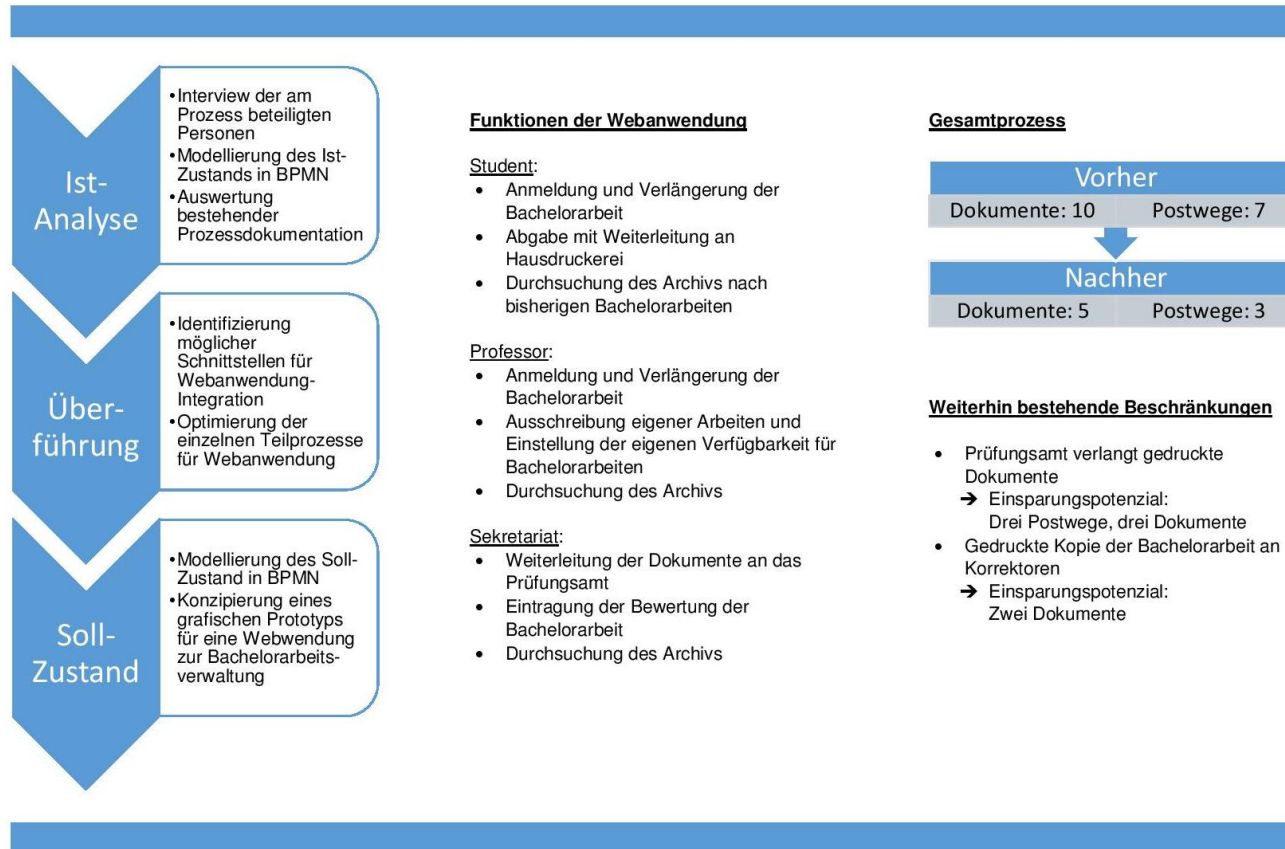 Ist-
Analyse
•Interview der am
Prozess beteiligten
Personen
•Modellierung des Ist-
Zustands in BPMN
•Auswertung
bestehender
Prozessdokumentation
Über-
führung
•Identifizierung
möglicher
Schnittstellen für
Webanwendung-
Integration
•Optimierung der
einzelnen Teilprozesse
für Webanwendung
Soll-
Zustand
•Modellierung des Soll-
Zustand in BPMN
•Konzipierung eines
grafischen Prototyps
für eine Webwendung
zur Bachelorarbeits-
verwaltung
Funktionen der Webanwendung
Student:
• Anmeldung und Verlängerung der
Bachelorarbeit
• Abgabe mit Weiterleitung an
Hausdruckerei
• Durchsuchung des Archivs nach
bisherigen Bachelorarbeiten
Professor:
• Anmeldung und Verlängerung der
Bachelorarbeit
• Ausschreibung eigener Arbeiten und
Einstellung der eigenen Verfügbarkeit für
Bachelorarbeiten
• Durchsuchung des Archivs
Sekretariat:
• Weiterleitung der Dokumente an das
Prüfungsamt
• Eintragung der Bewertung der
Bachelorarbeit
• Durchsuchung des Archivs
Gesamtprozess
Vorher
Dokumente: 10 Postwege: 7
Nachher
Dokumente: 5 Postwege: 3
Weiterhin bestehende Beschränkungen
• Prüfungsamt verlangt gedruckte
Dokumente
➔ Einsparungspotenzial:
Drei Postwege, drei Dokumente
• Gedruckte Kopie der Bachelorarbeit an
Korrektoren
➔ Einsparungspotenzial:
Zwei Dokumente